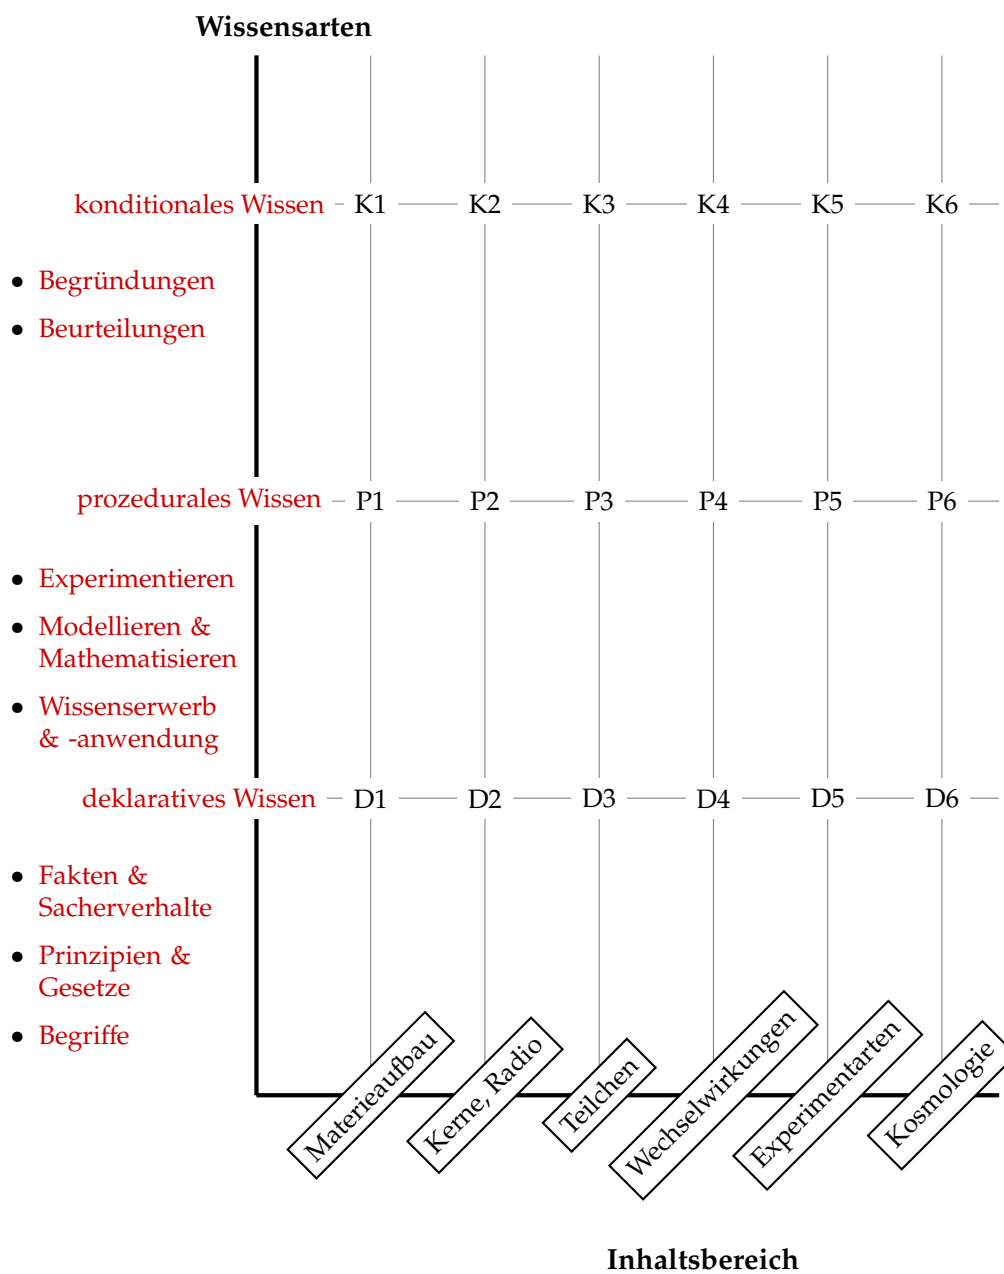 Wissensarten
konditionales Wissen K1 K2 K3 K4 K5 K6
• Begründungen
• Beurteilungen
prozedurales Wissen P1 P2 P3 P4 P5 P6
• Experimentieren
• Modellieren &
Mathematisieren
• Wissenserwerb
& -anwendung
deklaratives Wissen D1 D2 D3 D4 D5 D6
• Fakten &
Sacherverhalte
• Prinzipien &
Gesetze
• Begriffe
Materieaufbau
Kerne, Radio
Teilchen
Wechselwirkungen
Experimentarten
Kosmologie
Inhaltsbereich